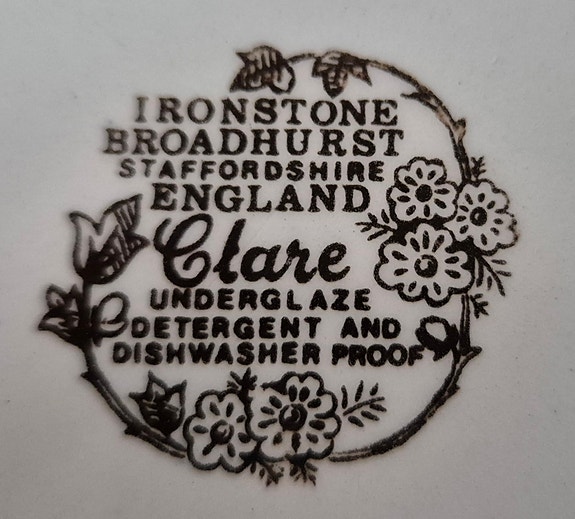 IRONSTONE
BROADHURST
STAFFORDSHIRE
ENGLAND
Clare
UNDERGLAZE
DETERGENT AND
DISHWASHER PROOF